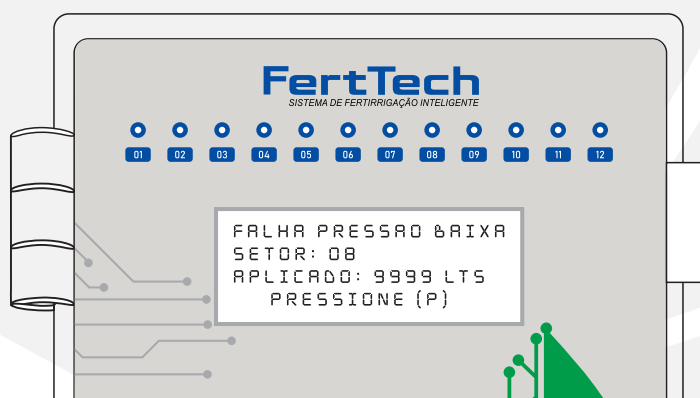 FertTech
SISTEMA DE FERTIRRIGAÇÃO INTELIGENTE
01 02 03 04 05 06 07 08 09 10 11 12
FALHA PRESSAO BAIXA
SETOR: 08
APLICADO: 9999 LTS
PRESSIONE (P)